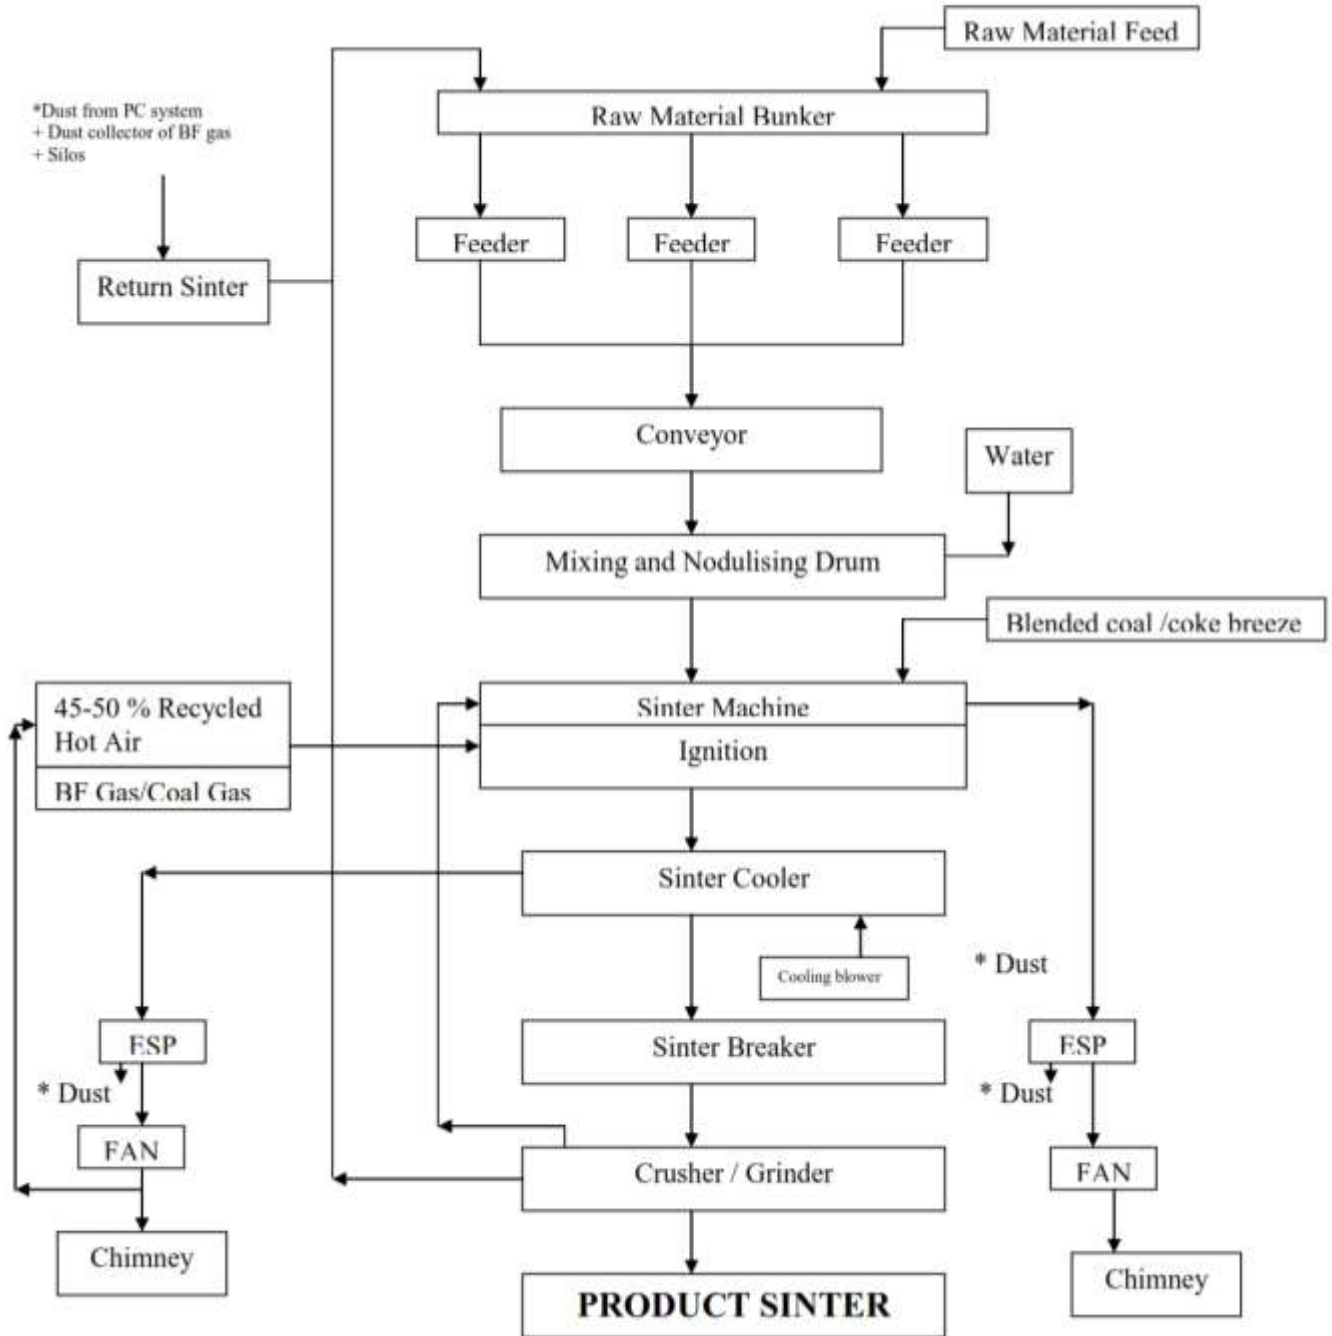 Raw Material Feed
*Dust from PC system
+ Dust collector of BF gas
+ Silos
Raw Material Bunker
Feeder
Feeder
Feeder
Return Sinter
Conveyor
Water
Mixing and Nodulising Drum
Blended coal /coke breeze
45-50 % Recycled
Hot Air
BF Gas/Coal Gas
Sinter Machine
Ignition
Sinter Cooler
Cooling blower
* Dust
ESP
Sinter Breaker
ESP
* Dust
* Dust
FAN
Crusher / Grinder
FAN
Chimney
Chimney
PRODUCT SINTER